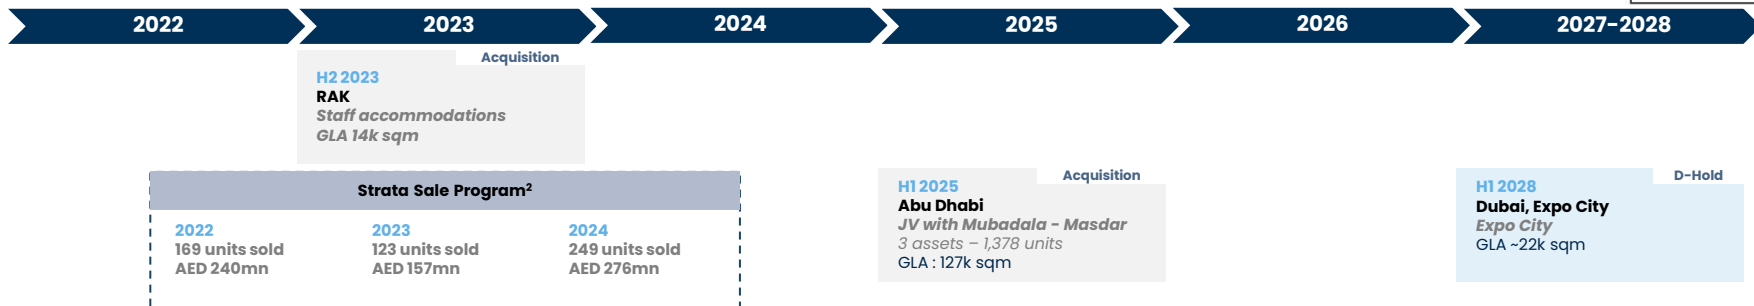 2022
2023
2024
2025
2026
2027-2028
Acquisition
H2 2023
RAK
Staff accommodations
GLA 14k sqm
Strata Sale Program²
2022
169 units sold
AED 240mn
2023
123 units sold
AED 157mn
2024
249 units sold
AED 276mn
Acquisition
H1 2025
Abu Dhabi
JV with Mubadala - Masdar
3 assets – 1,378 units
GLA : 127k sqm
D-Hold
H1 2028
Dubai, Expo City
Expo City
GLA ~22k sqm